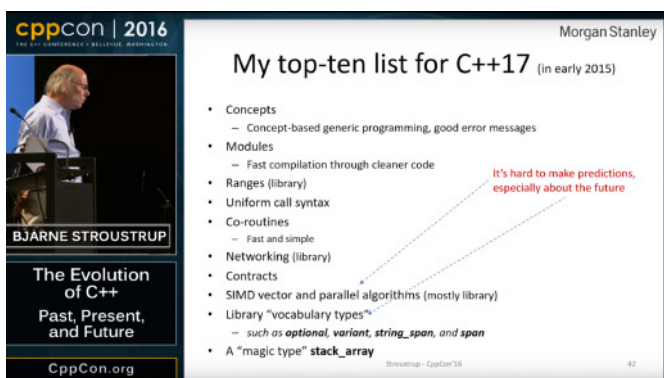 cppcon | 2016
THE C++ CONFERENCE • BELLEVUE, WASHINGTON
BJARNE STROUSTRUP
The Evolution
of C++
Past, Present,
and Future
CppCon.org
Morgan Stanley
My top-ten list for C++17 (in early 2015)
• Concepts
– Concept-based generic programming, good error messages
• Modules
– Fast compilation through cleaner code
• Ranges (library)
• Uniform call syntax
• Co-routines
– Fast and simple
• Networking (library)
• Contracts
• SIMD vector and parallel algorithms (mostly library)
• Library "vocabulary types"
– such as optional, variant, string_span, and span
• A "magic type" stack_array
It's hard to make predictions,
especially about the future
Stroustrup - CppCon'16
42